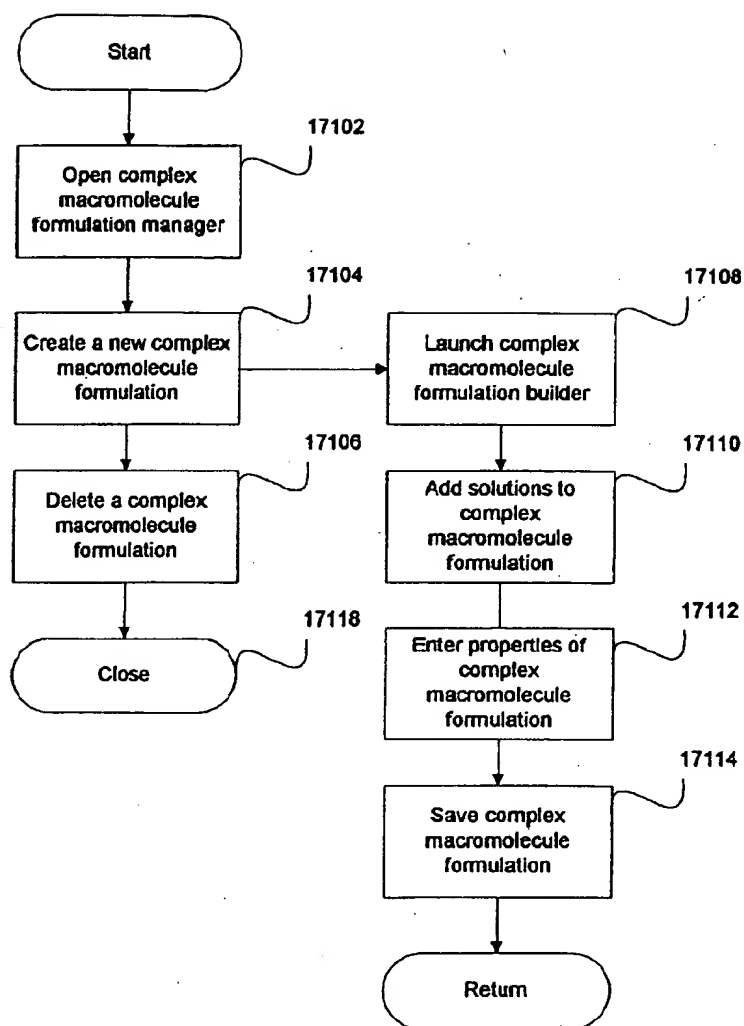 Start
17102
Open complex
macromolecule
formulation manager
17104
Create a new complex
macromolecule
formulation
17106
Delete a complex
macromolecule
formulation
17118
Close
17108
Launch complex
macromolecule
formulation builder
17110
Add solutions to
complex
macromolecule
formulation
17112
Enter properties of
complex
macromolecule
formulation
17114
Save complex
macromolecule
formulation
Return